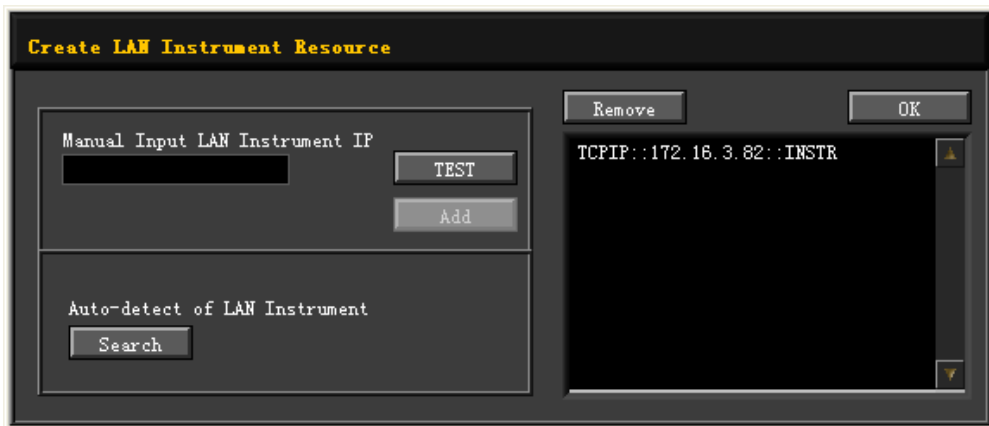 Create LAN Instrument Resource
Manual Input LAN Instrument IP
TEST
Add
Auto-detect of LAN Instrument
Search
Remove
OK
TCPIP::172.16.3.82::INSTR